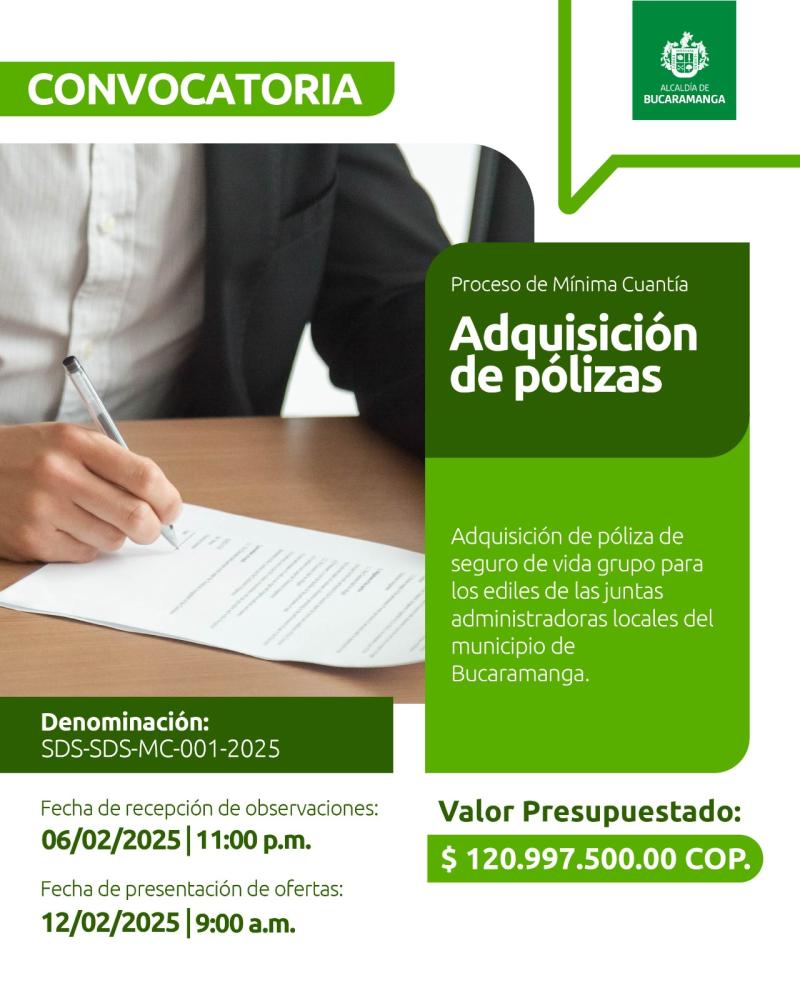 CONVOCATORIA
ALCALDÍA DE
BUCARAMANGA
Proceso de Mínima Cuantía
Adquisición
de pólizas
Adquisición de póliza de
seguro de vida grupo para
los ediles de las juntas
administradoras locales del
municipio de
Bucaramanga.
Denominación:
SDS-SDS-MC-001-2025
Fecha de recepción de observaciones:
06/02/2025 | 11:00 p.m.
Fecha de presentación de ofertas:
12/02/2025 | 9:00 a.m.
Valor Presupuestado:
$ 120.997.500.00 COP.